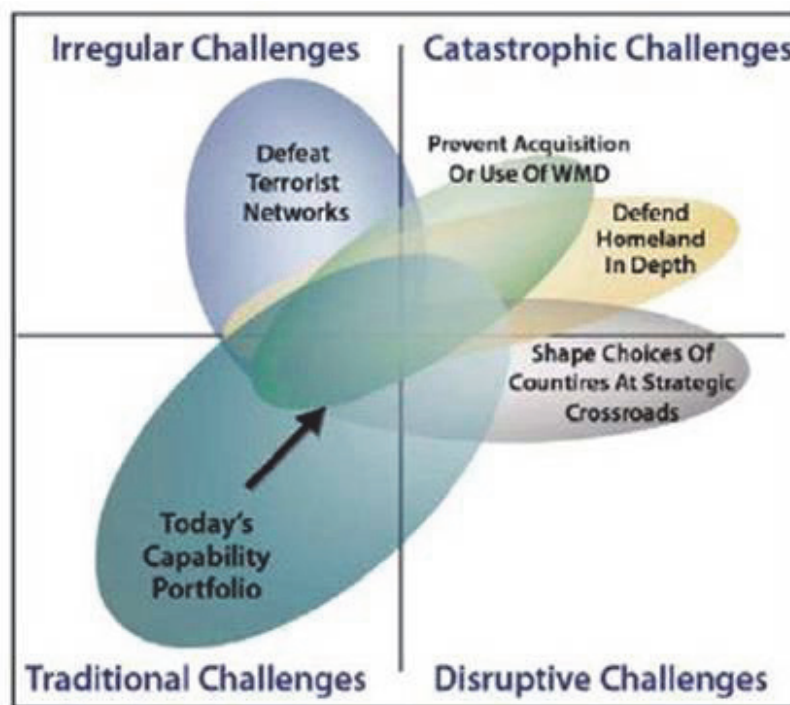 Irregular Challenges
Catastrophic Challenges
Defeat
Terrorist
Networks
Prevent Acquisition
Or Use Of WMD
Defend
Homeland
In Depth
Shape Choices Of
Countires At Strategic
Crossroads
Today's
Capability
Portfolio
Traditional Challenges
Disruptive Challenges